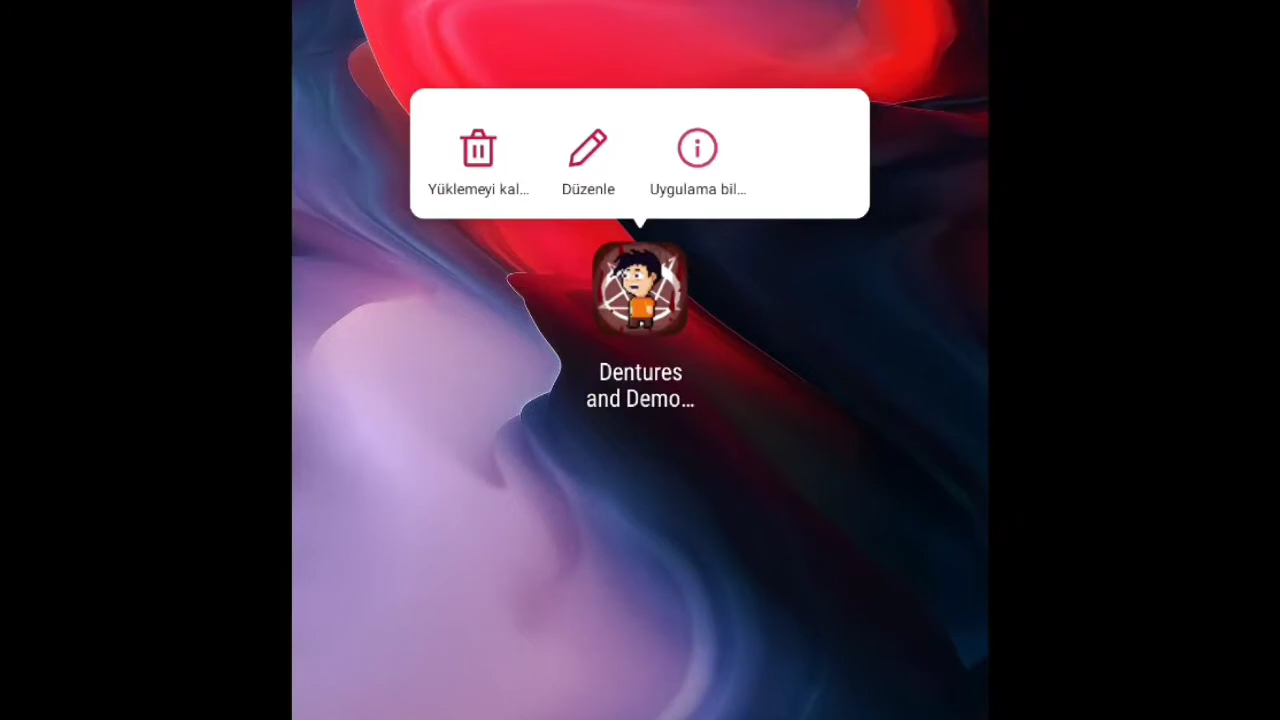 Yüklemeyi kal...
Düzenle
Uygulama bil...
Dentures
and Demo...